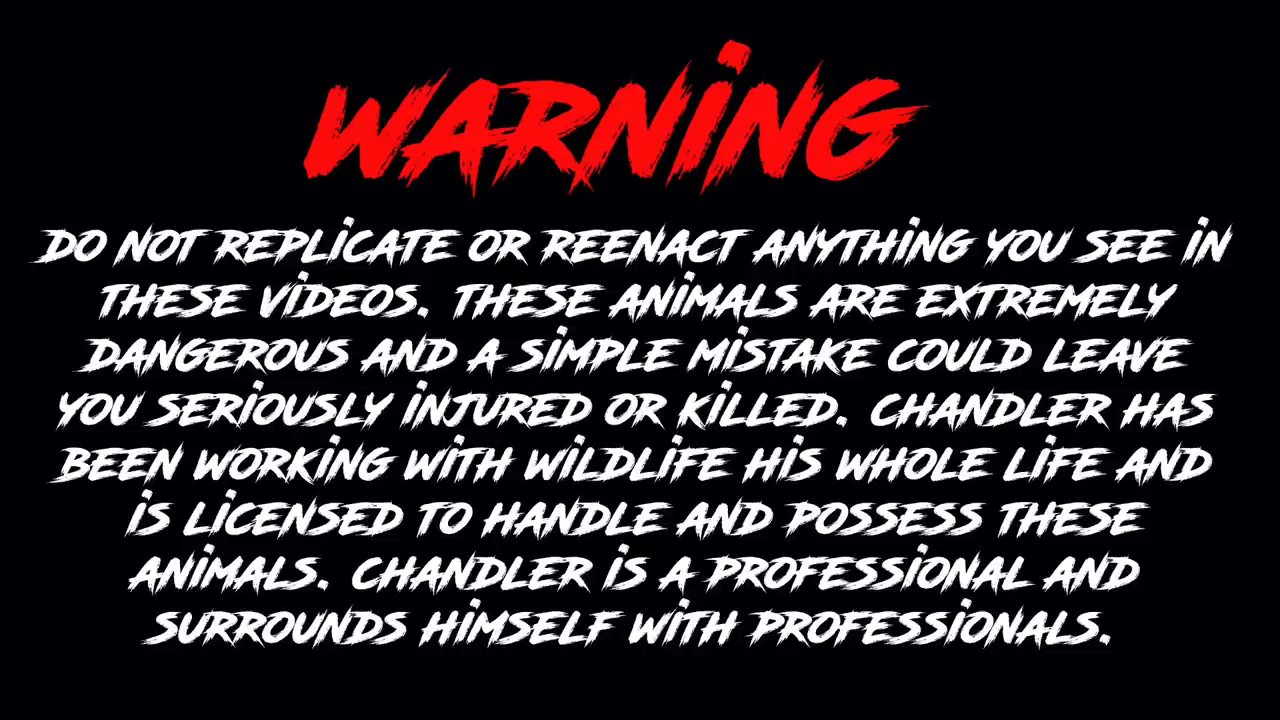 WARNING
DO NOT REPLICATE OR REENACT ANYTHING YOU SEE IN
THESE VIDEOS. THESE ANIMALS ARE EXTREMELY
DANGEROUS AND A SIMPLE MISTAKE COULD LEAVE
YOU SERIOUSLY INJURED OR KILLED. CHANDLER HAS
BEEN WORKING WITH WILDLIFE HIS WHOLE LIFE AND
IS LICENSED TO HANDLE AND POSSESS THESE
ANIMALS. CHANDLER IS A PROFESSIONAL AND
SURROUNDS HIMSELF WITH PROFESSIONALS.